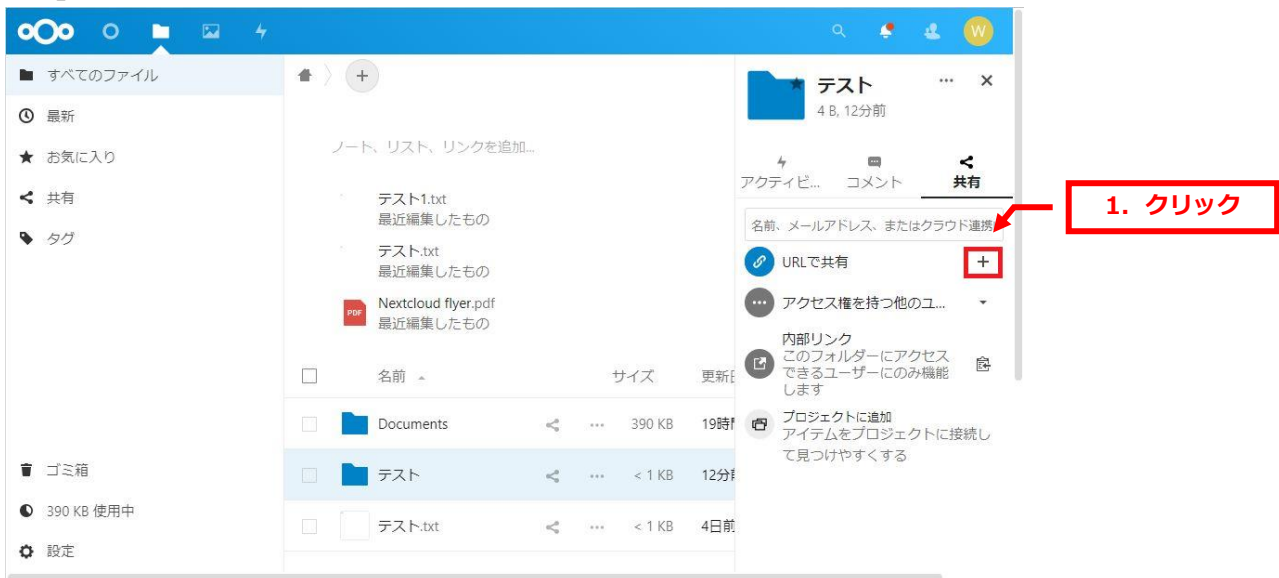 W
すべてのファイル
最新
お気に入り
共有
タグ
ゴミ箱
390 KB 使用中
設定
+
ノート、リスト、リンクを追加...
テスト1.txt
最近編集したもの
テスト.txt
最近編集したもの
PDF
Nextcloud flyer.pdf
最近編集したもの
名前 サイズ 更新
Documents 390 KB 19時
テスト < 1 KB 12分
テスト.txt < 1 KB 4日前
テスト
4 B, 12分前
アクティビ... コメント 共有
名前、メールアドレス、またはクラウド連携
URLで共有 +
アクセス権を持つ他のユ...
内部リンク
このフォルダーにアクセス
できるユーザーにのみ機能
します
プロジェクトに追加
アイテムをプロジェクトに接続し
て見つけやすくする
1. クリック